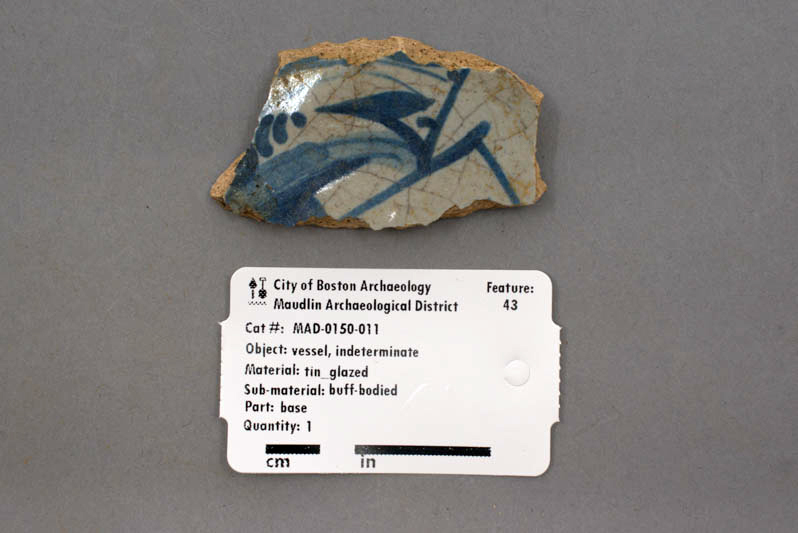 City of Boston Archaeology
Maudlin Archaeological District
Feature:
43
Cat #: MAD-0150-011
Object: vessel, indeterminate
Material: tin_glazed
Sub-material: buff-bodied
Part: base
Quantity: 1
cm in